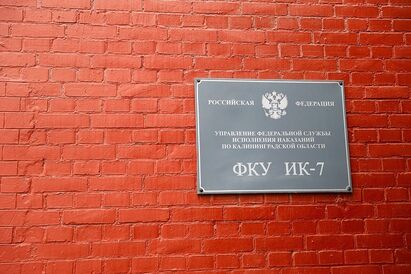 РОССИЙСКАЯ ФЕДЕРАЦИЯ
УПРАВЛЕНИЕ ФЕДЕРАЛЬНОЙ СЛУЖБЫ
ИСПОЛНЕНИЯ НАКАЗАНИЙ
ПО КАЛИНИНГРАДСКОЙ ОБЛАСТИ
ФКУ ИК-7